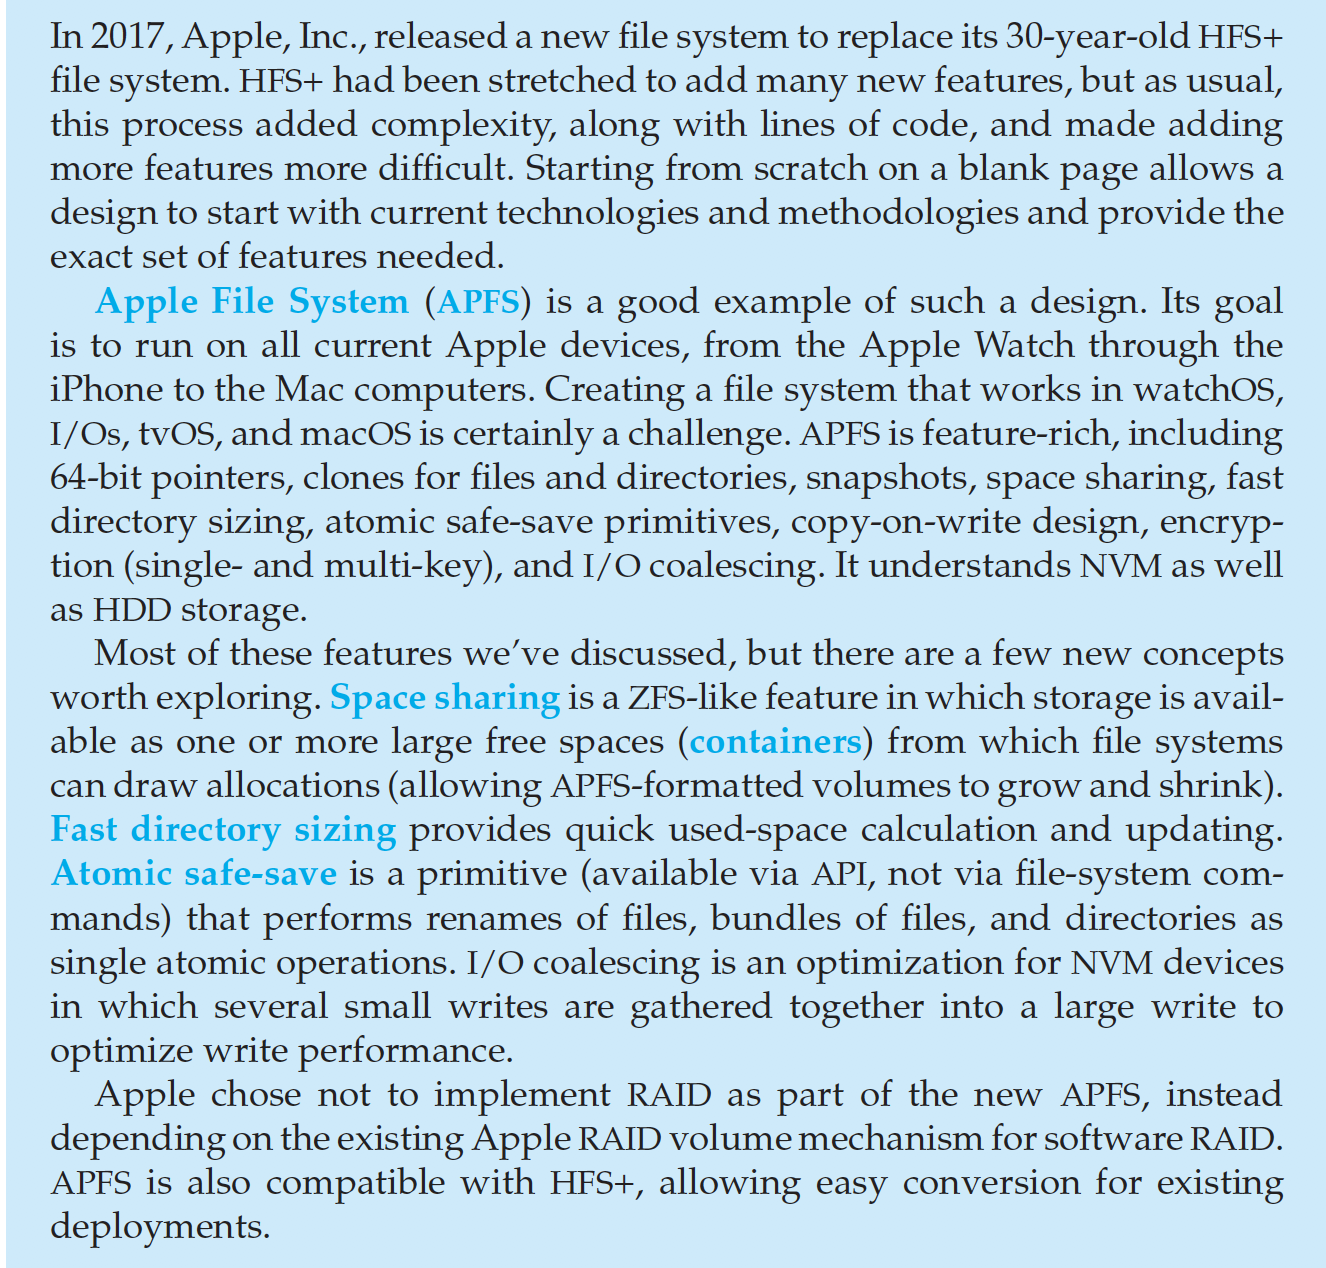 In 2017, Apple, Inc., released a new file system to replace its 30-year-old HFS+
file system. HFS+ had been stretched to add many new features, but as usual,
this process added complexity, along with lines of code, and made adding
more features more difficult. Starting from scratch on a blank page allows a
design to start with current technologies and methodologies and provide the
exact set of features needed.
Apple File System (APFS) is a good example of such a design. Its goal
is to run on all current Apple devices, from the Apple Watch through the
iPhone to the Mac computers. Creating a file system that works in watchOS,
I/Os, tvOS, and macOS is certainly a challenge. APFS is feature-rich, including
64-bit pointers, clones for files and directories, snapshots, space sharing, fast
directory sizing, atomic safe-save primitives, copy-on-write design, encryp-
tion (single- and multi-key), and I/O coalescing. It understands NVM as well
as HDD storage.
Most of these features we’ve discussed, but there are a few new concepts
worth exploring. Space sharing is a ZFS-like feature in which storage is avail-
able as one or more large free spaces (containers) from which file systems
can draw allocations (allowing APFS-formatted volumes to grow and shrink).
Fast directory sizing provides quick used-space calculation and updating.
Atomic safe-save is a primitive (available via API, not via file-system com-
mands) that performs renames of files, bundles of files, and directories as
single atomic operations. I/O coalescing is an optimization for NVM devices
in which several small writes are gathered together into a large write to
optimize write performance.
Apple chose not to implement RAID as part of the new APFS, instead
depending on the existing Apple RAID volume mechanism for software RAID.
APFS is also compatible with HFS+, allowing easy conversion for existing
deployments.